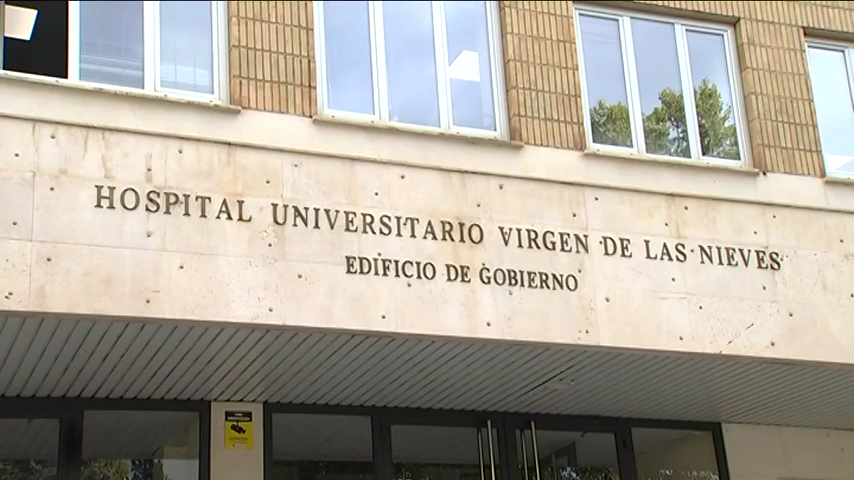 HOSPITAL UNIVERSITARIO VIRGEN DE LAS NIEVES
EDIFICIO DE GOBIERNO